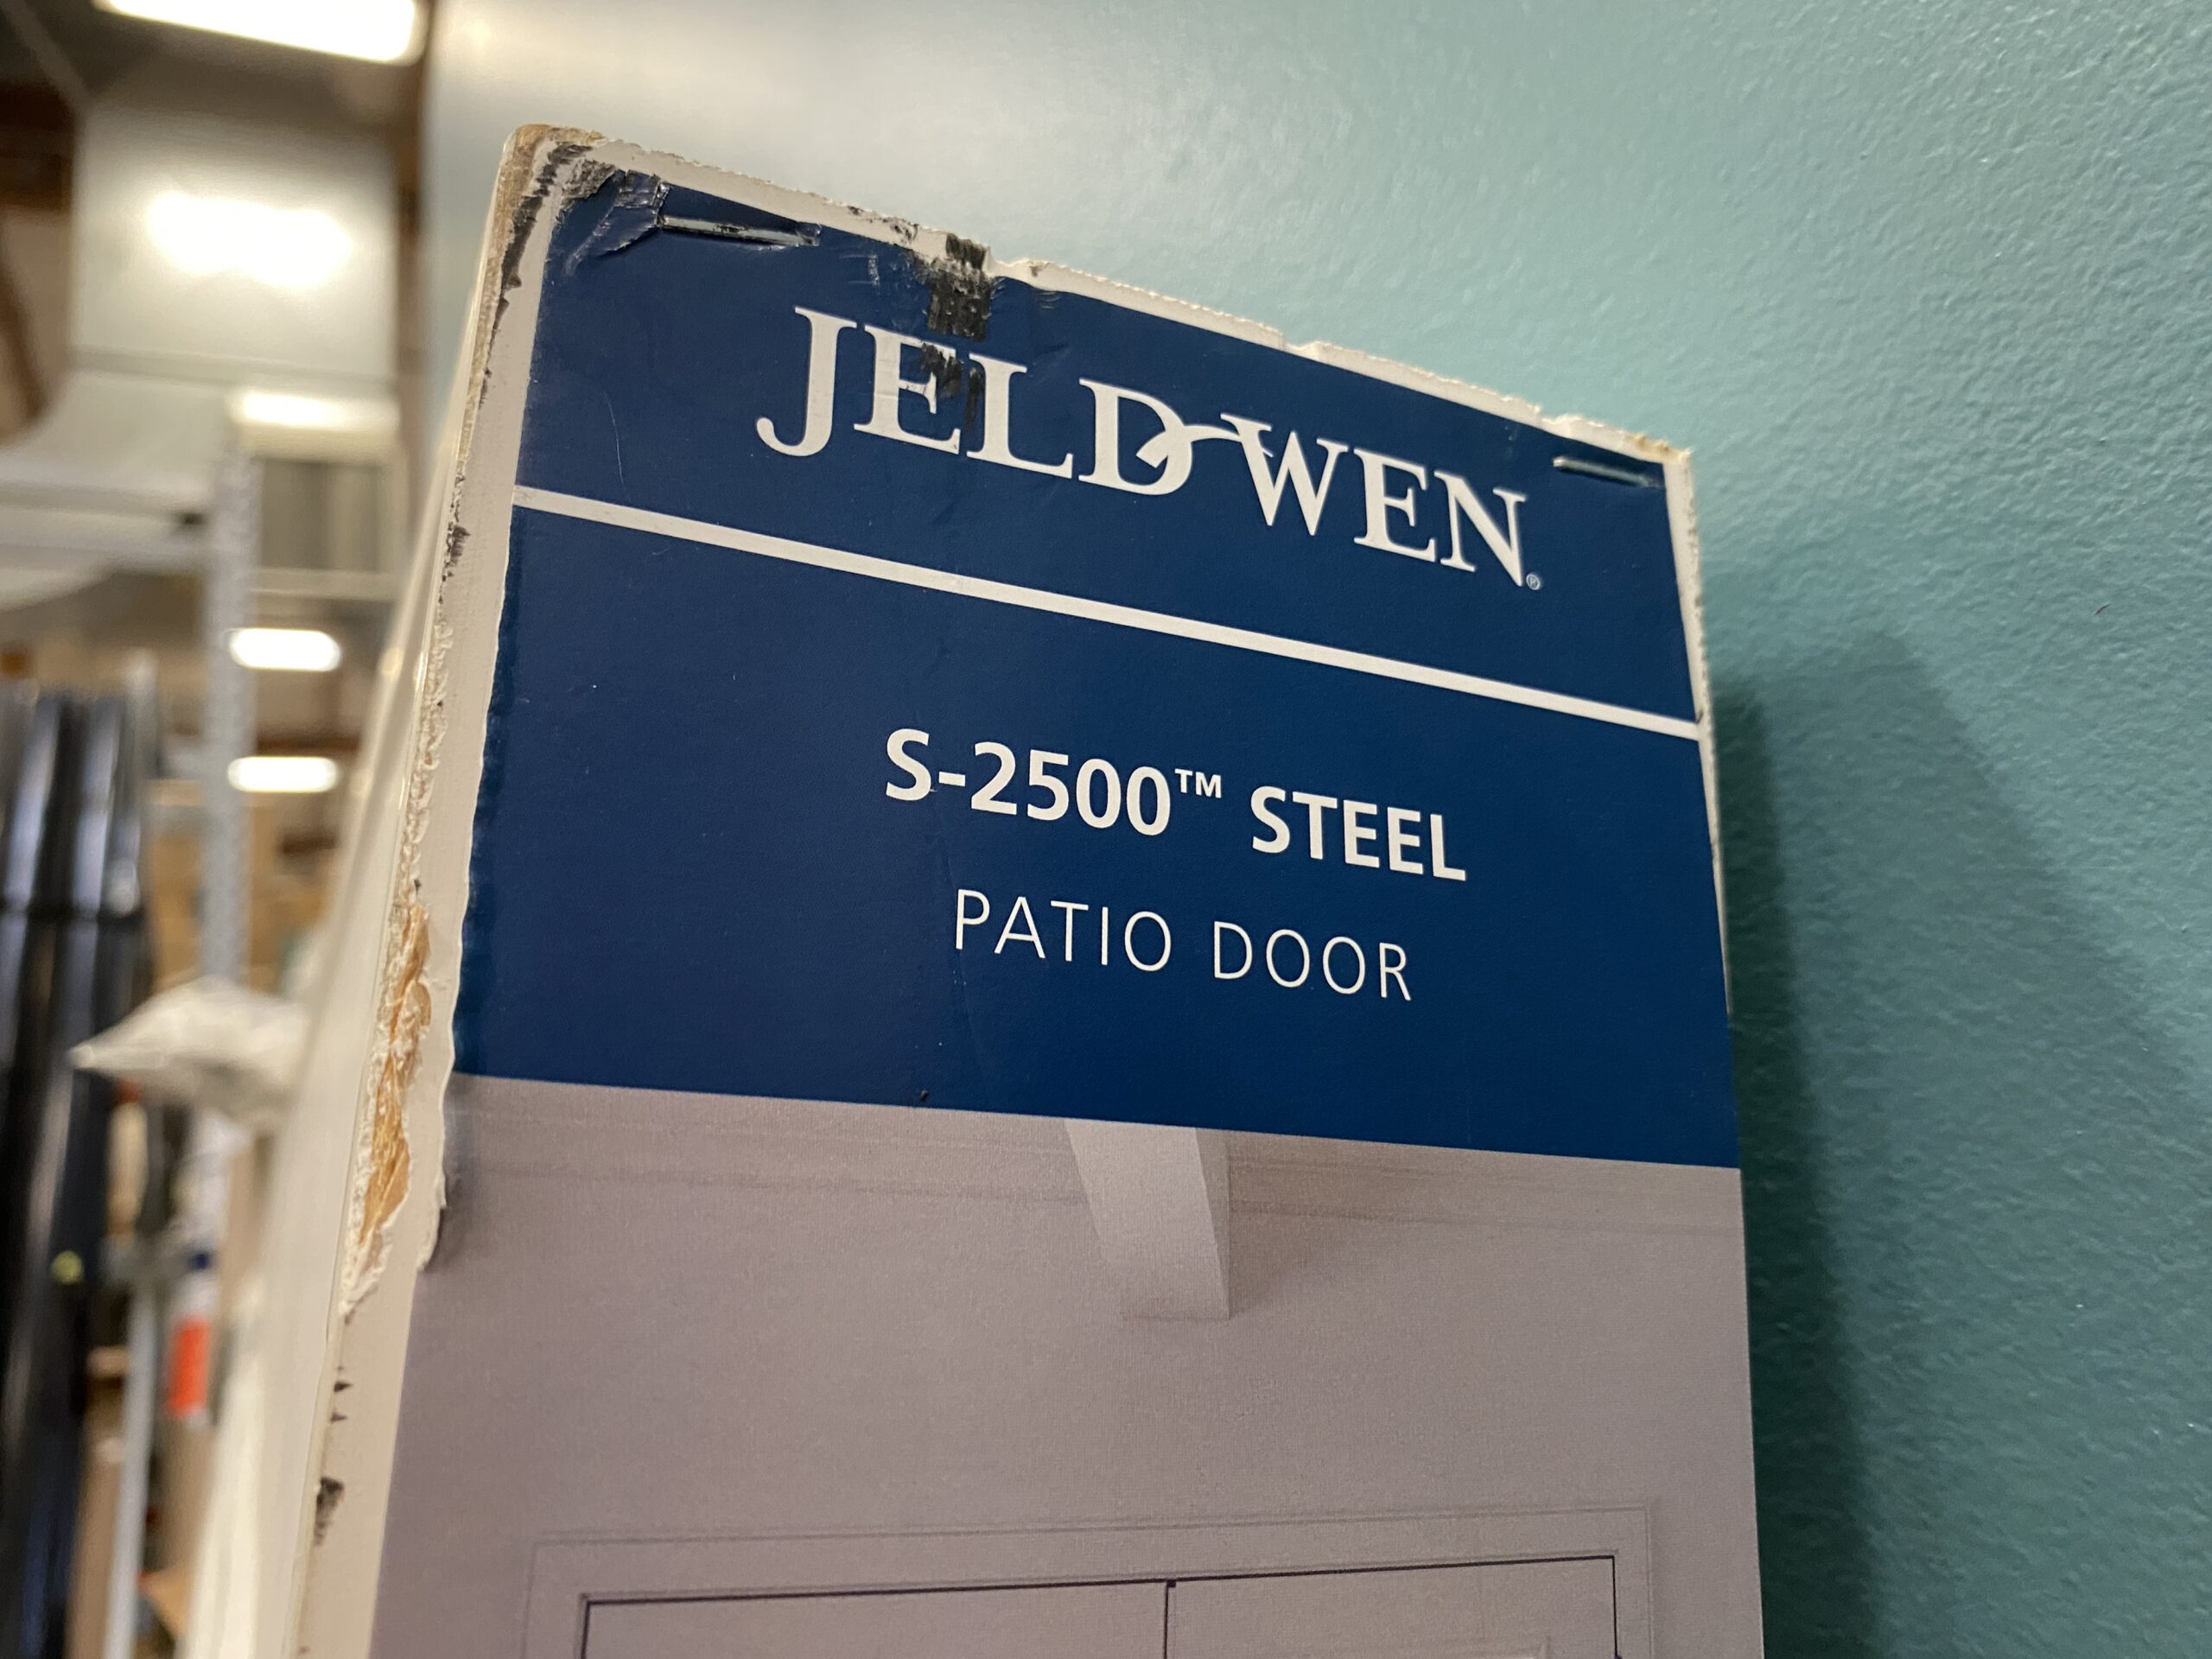 JELD-WEN®
S-2500™ STEEL
PATIO DOOR